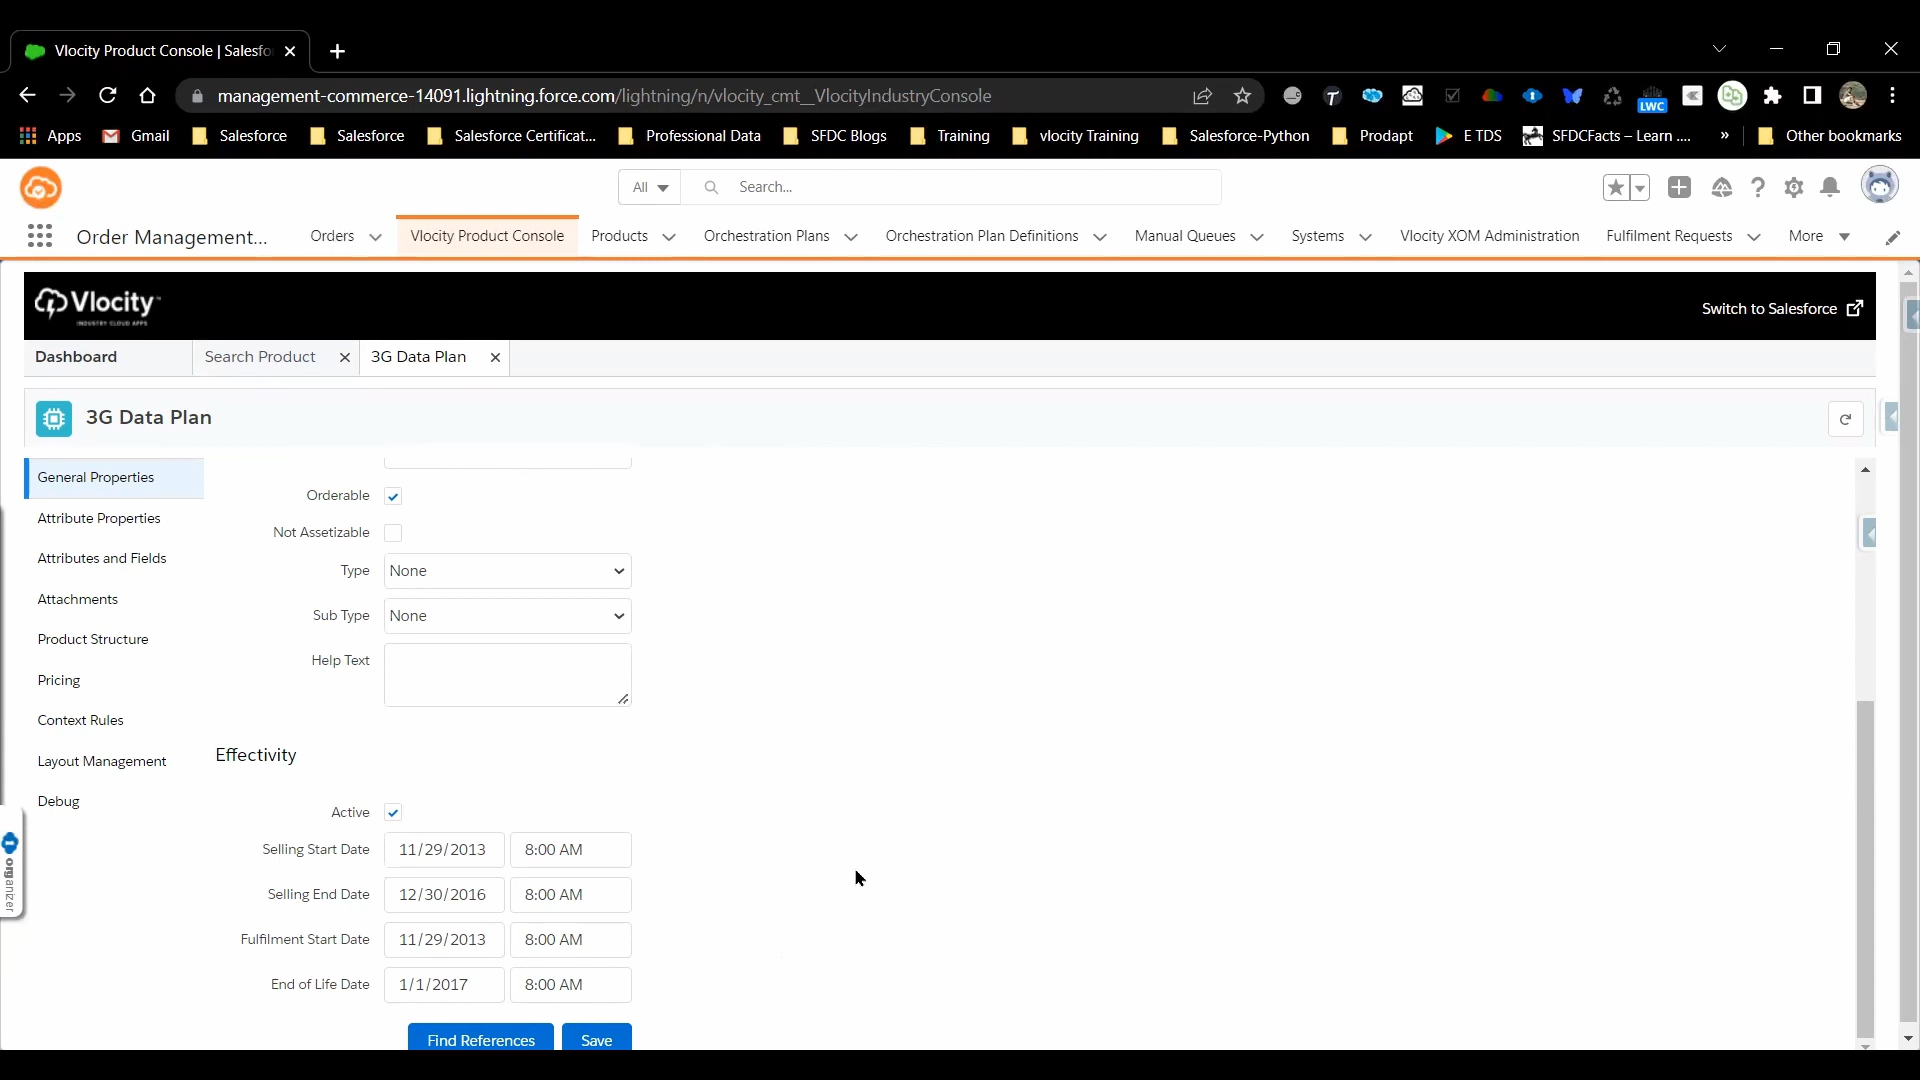 Vlocity Product Console | Salesfo
management-commerce-14091.lightning.force.com/lightning/n/vlocity_cmt__VlocityIndustryConsole
LWC
Apps Gmail Salesforce Salesforce Salesforce Certificat... Professional Data SFDC Blogs Training vlocity Training Salesforce-Python Prodapt E TDS SFDCFacts – Learn .... » Other bookmarks
All Search...
Order Management... Orders Vlocity Product Console Products Orchestration Plans Orchestration Plan Definitions Manual Queues Systems Vlocity XOM Administration Fulfilment Requests More
Vlocity
INDUSTRY CLOUD APPS
Switch to Salesforce
Dashboard Search Product 3G Data Plan
3G Data Plan
General Properties
Attribute Properties
Attributes and Fields
Attachments
Product Structure
Pricing
Context Rules
Layout Management
Debug
Orderable
Not Assetizable
Type None
Sub Type None
Help Text
Effectivity
Active
Selling Start Date 11/29/2013 8:00 AM
Selling End Date 12/30/2016 8:00 AM
Fulfilment Start Date 11/29/2013 8:00 AM
End of Life Date 1/1/2017 8:00 AM
Find References Save
organizer